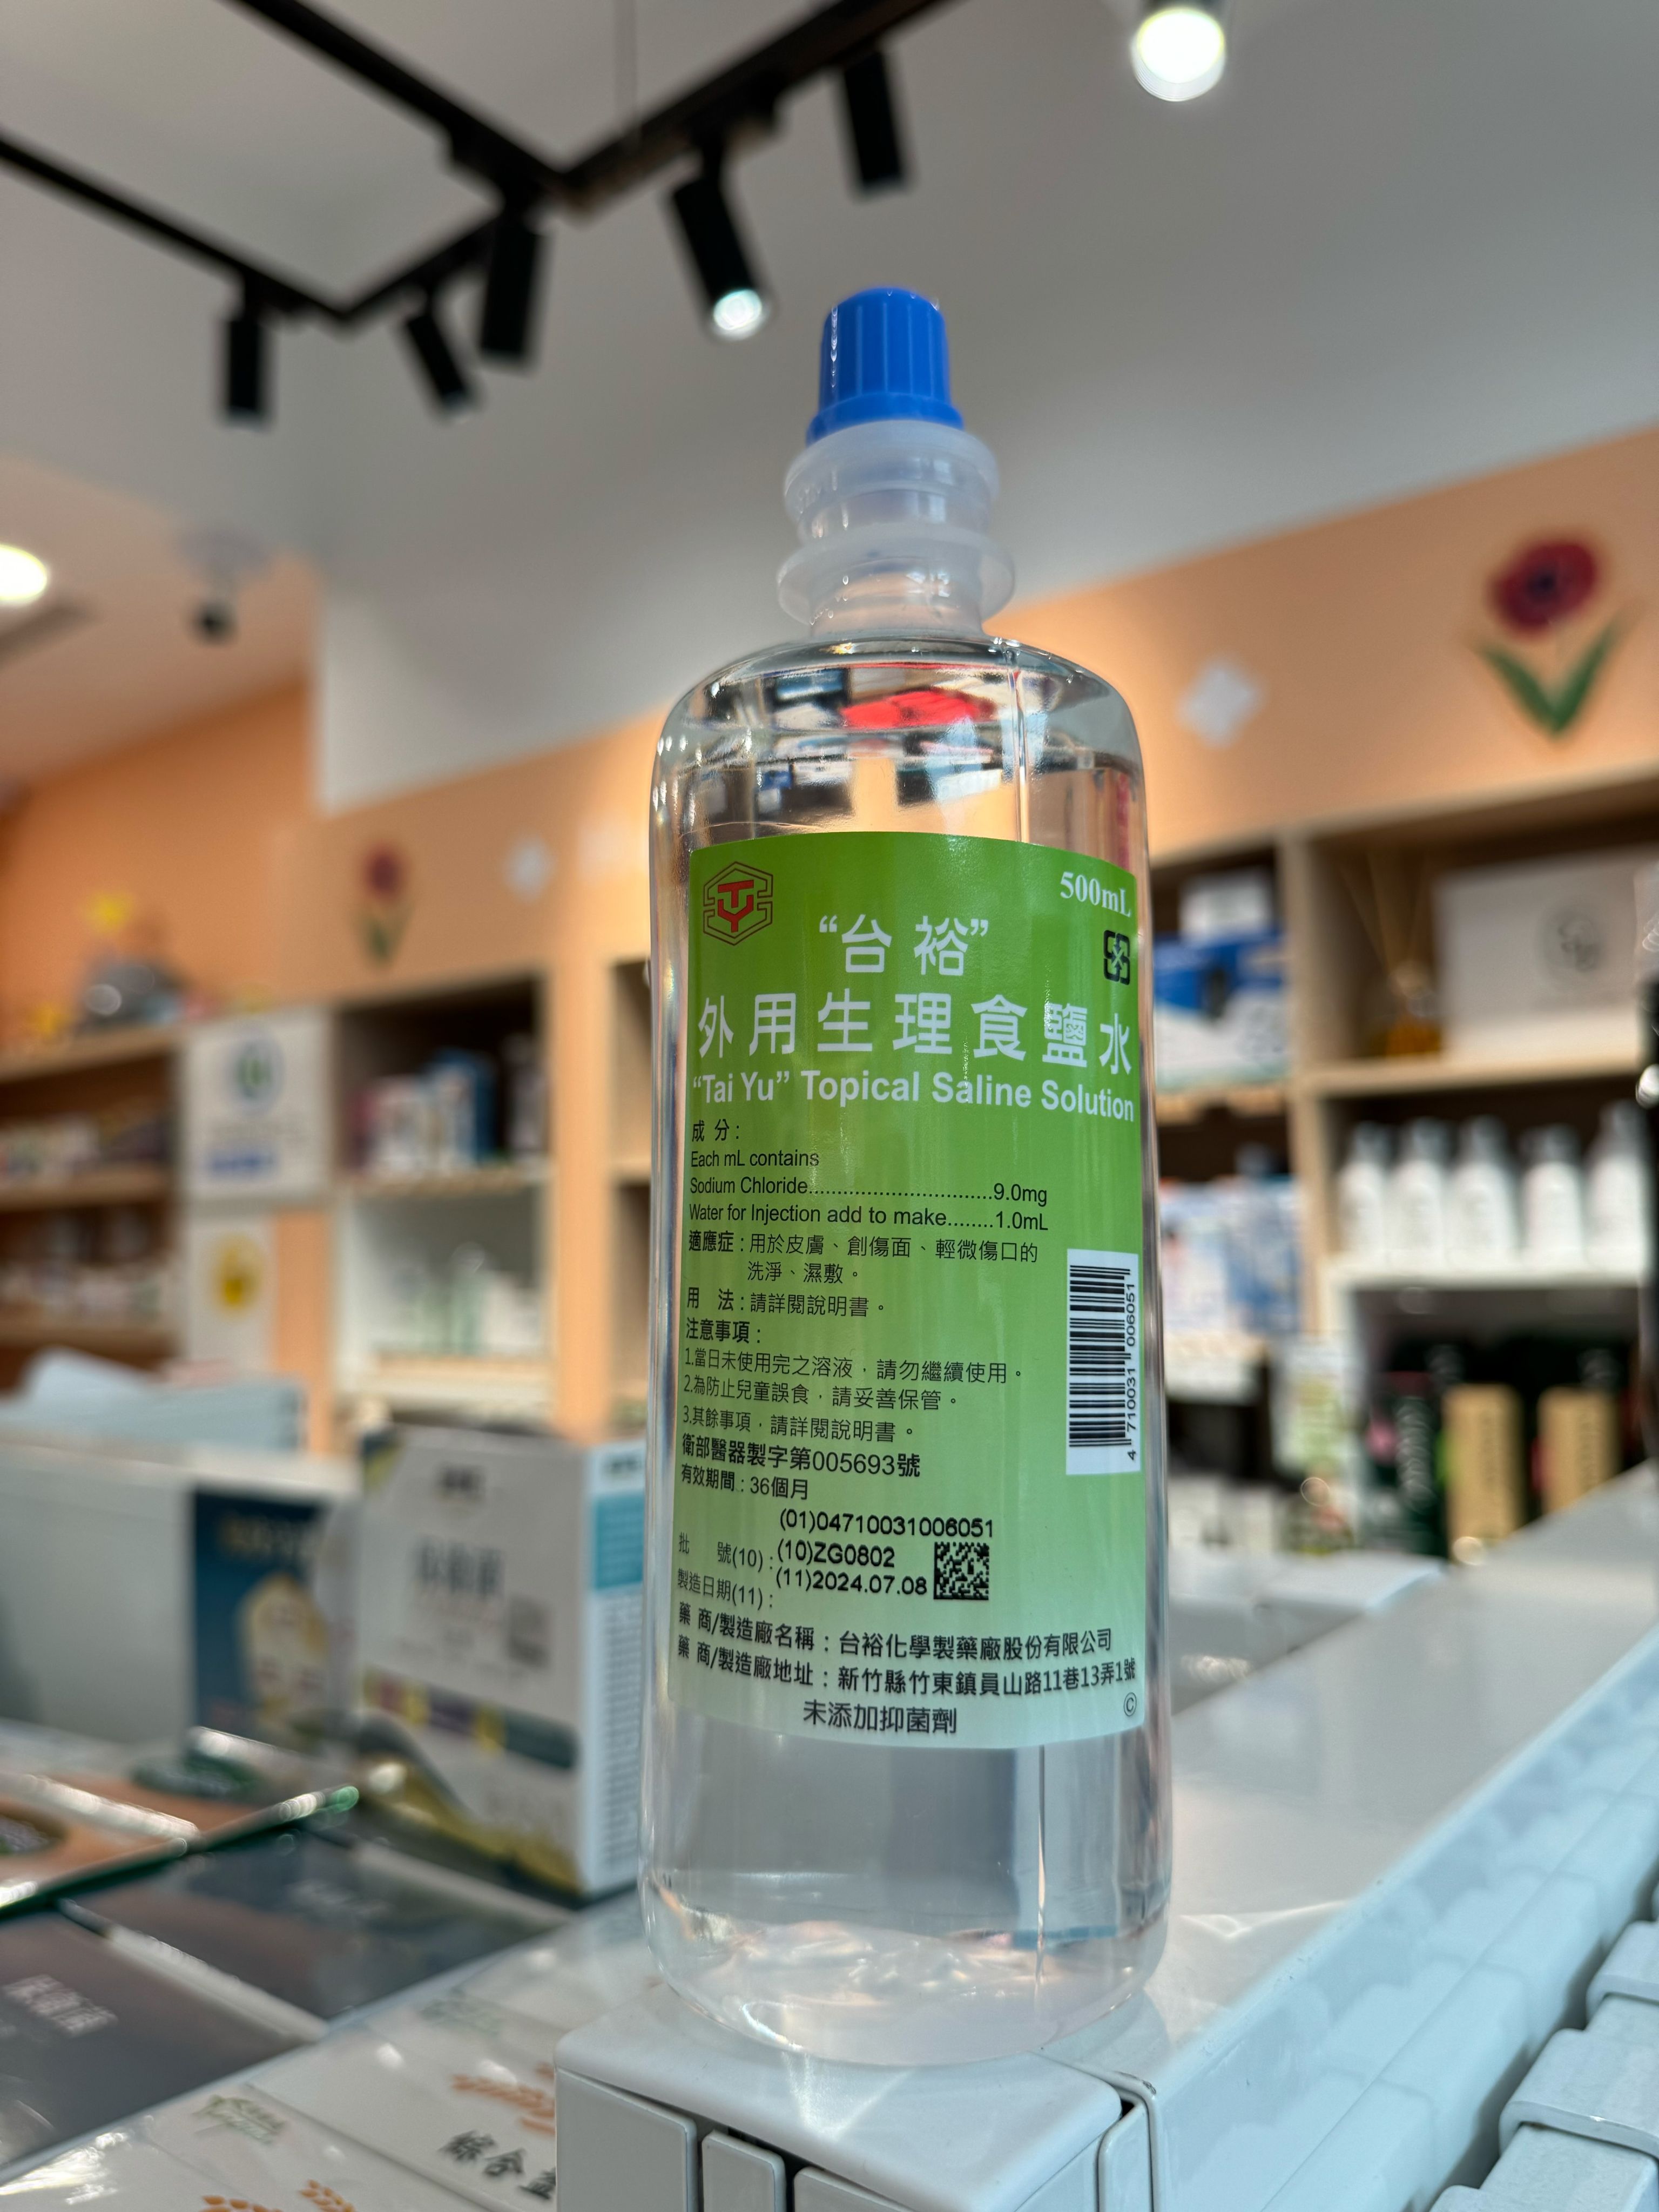 TY
500mL
“台裕”
外用生理食鹽水
“Tai Yu” Topical Saline Solution
成 分:
Each mL contains
Sodium Chloride................................9.0mg
Water for Injection add to make........1.0mL
適應症:用於皮膚、創傷面、輕微傷口的
洗淨、濕敷。
用 法:請詳閱說明書。
注意事項:
1.當日未使用完之溶液,請勿繼續使用。
2.為防止兒童誤食,請妥善保管。
3.其餘事項,請詳閱說明書。
衛部醫器製字第005693號
有效期間:36個月
(01)04710031006051
批 號(10):(10)ZG0802
製造日期(11):(11)2024.07.08
藥 商/製造廠名稱:台裕化學製藥廠股份有限公司
藥 商/製造廠地址:新竹縣竹東鎮員山路11巷13弄1號
未添加抑菌劑
©
4 710031 006051
綜合